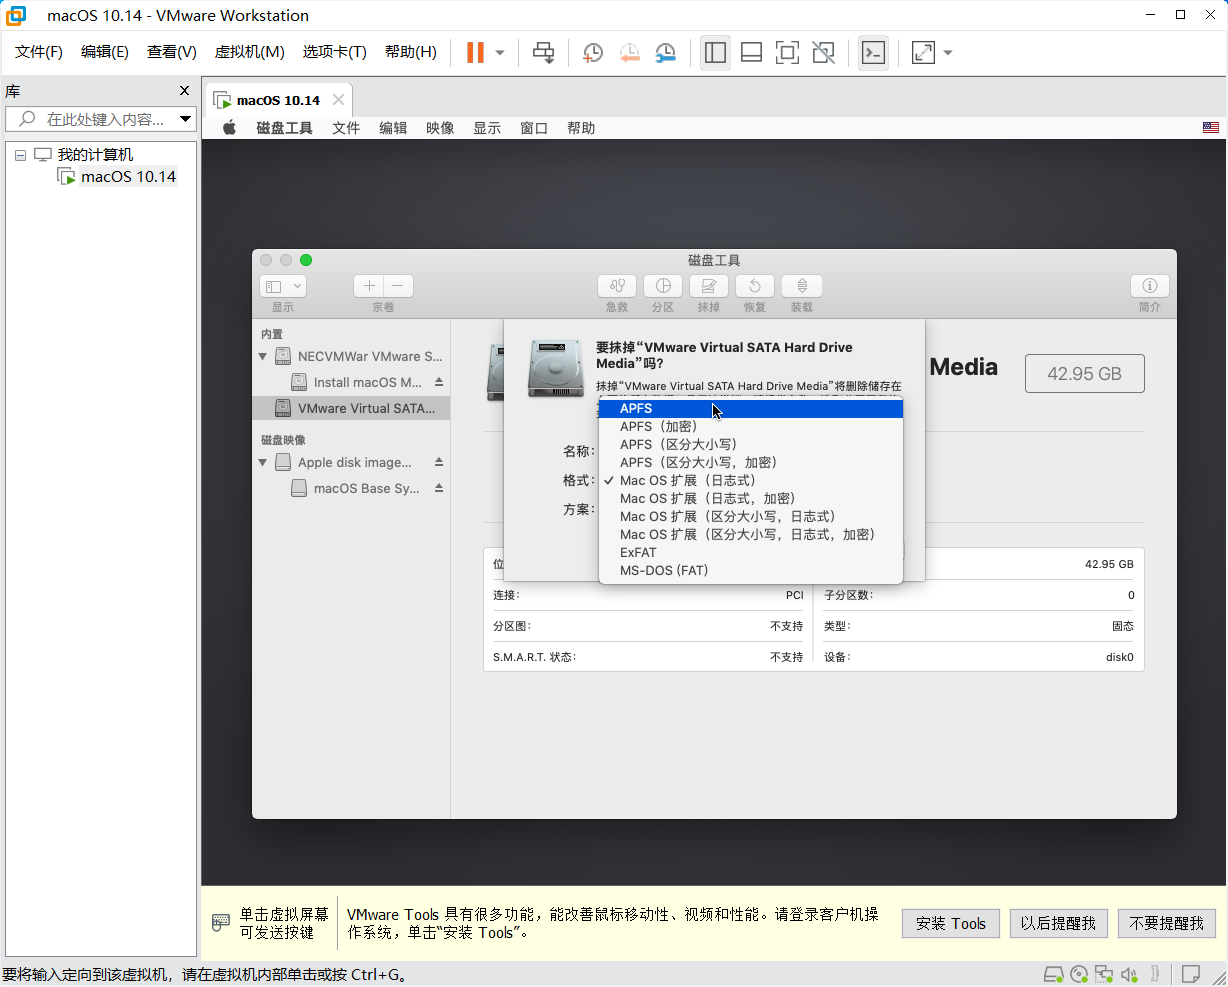 macOS 10.14 - VMware Workstation
文件(F) 编辑(E) 查看(V) 虚拟机(M) 选项卡(T) 帮助(H)
库
在此处键入内容...
我的计算机
macOS 10.14
macOS 10.14
磁盘工具 文件 编辑 映像 显示 窗口 帮助
磁盘工具
显示 宗卷 急救 分区 抹掉 恢复 装载 简介
内置
NECVMWar VMware S...
Install macOS M...
VMware Virtual SATA...
磁盘映像
Apple disk image...
macOS Base Sy...
要抹掉“VMware Virtual SATA Hard Drive
Media”吗?
抹掉“VMware Virtual SATA Hard Drive Media”将删除储存在
Media
42.95 GB
名称:
格式:
方案:
APFS
APFS（加密）
APFS（区分大小写）
APFS（区分大小写，加密）
✓ Mac OS 扩展（日志式）
Mac OS 扩展（日志式，加密）
Mac OS 扩展（区分大小写，日志式）
Mac OS 扩展（区分大小写，日志式，加密）
ExFAT
MS-DOS (FAT)
位 42.95 GB
连接: PCI 子分区数: 0
分区图: 不支持 类型: 固态
S.M.A.R.T. 状态: 不支持 设备: disk0
单击虚拟屏幕
可发送按键
VMware Tools 具有很多功能，能改善鼠标移动性、视频和性能。请登录客户机操
作系统，单击“安装 Tools”。
安装 Tools 以后提醒我 不要提醒我
要将输入定向到该虚拟机，请在虚拟机内部单击或按 Ctrl+G。